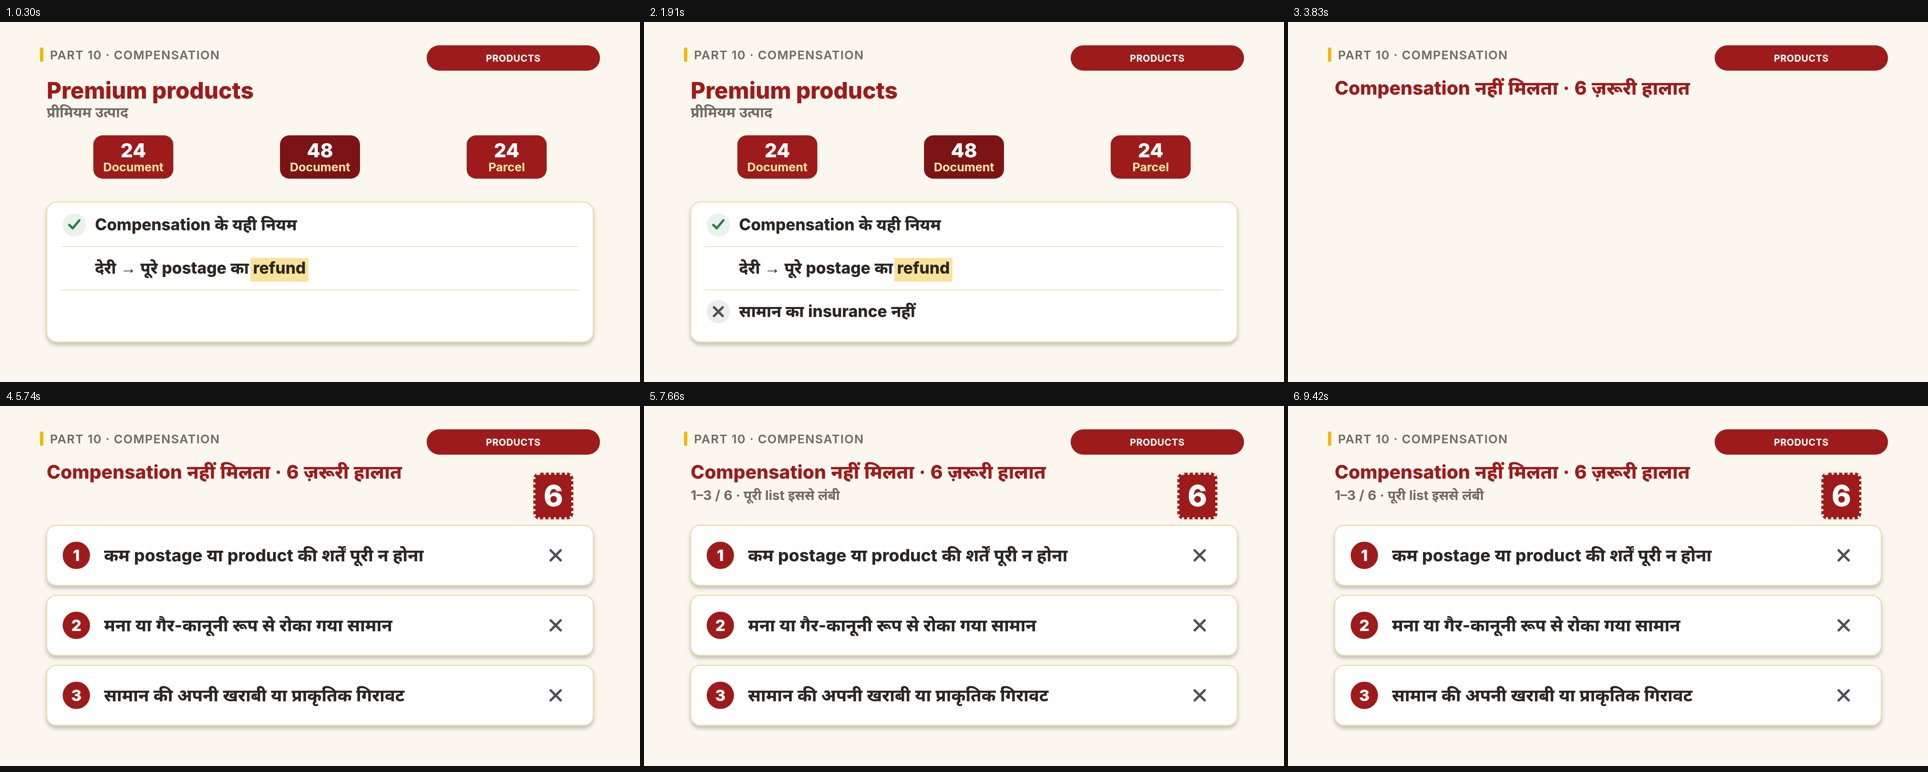 1. 0.30s
PART 10 · COMPENSATION
PRODUCTS
Premium products
प्रीमियम उत्पाद
24 Document
48 Document
24 Parcel
Compensation के यही नियम
देरी → पूरे postage का refund
2. 1.91s
PART 10 · COMPENSATION
PRODUCTS
Premium products
प्रीमियम उत्पाद
24 Document
48 Document
24 Parcel
Compensation के यही नियम
देरी → पूरे postage का refund
सामान का insurance नहीं
3. 3.83s
PART 10 · COMPENSATION
PRODUCTS
Compensation नहीं मिलता · 6 ज़रूरी हालात
4. 5.74s
PART 10 · COMPENSATION
PRODUCTS
Compensation नहीं मिलता · 6 ज़रूरी हालात
6
1 कम postage या product की शर्तें पूरी न होना
2 मना या गैर-कानूनी रूप से रोका गया सामान
3 सामान की अपनी खराबी या प्राकृतिक गिरावट
5. 7.66s
PART 10 · COMPENSATION
PRODUCTS
Compensation नहीं मिलता · 6 ज़रूरी हालात
1–3 / 6 · पूरी list इससे लंबी
6
1 कम postage या product की शर्तें पूरी न होना
2 मना या गैर-कानूनी रूप से रोका गया सामान
3 सामान की अपनी खराबी या प्राकृतिक गिरावट
6. 9.42s
PART 10 · COMPENSATION
PRODUCTS
Compensation नहीं मिलता · 6 ज़रूरी हालात
1–3 / 6 · पूरी list इससे लंबी
6
1 कम postage या product की शर्तें पूरी न होना
2 मना या गैर-कानूनी रूप से रोका गया सामान
3 सामान की अपनी खराबी या प्राकृतिक गिरावट